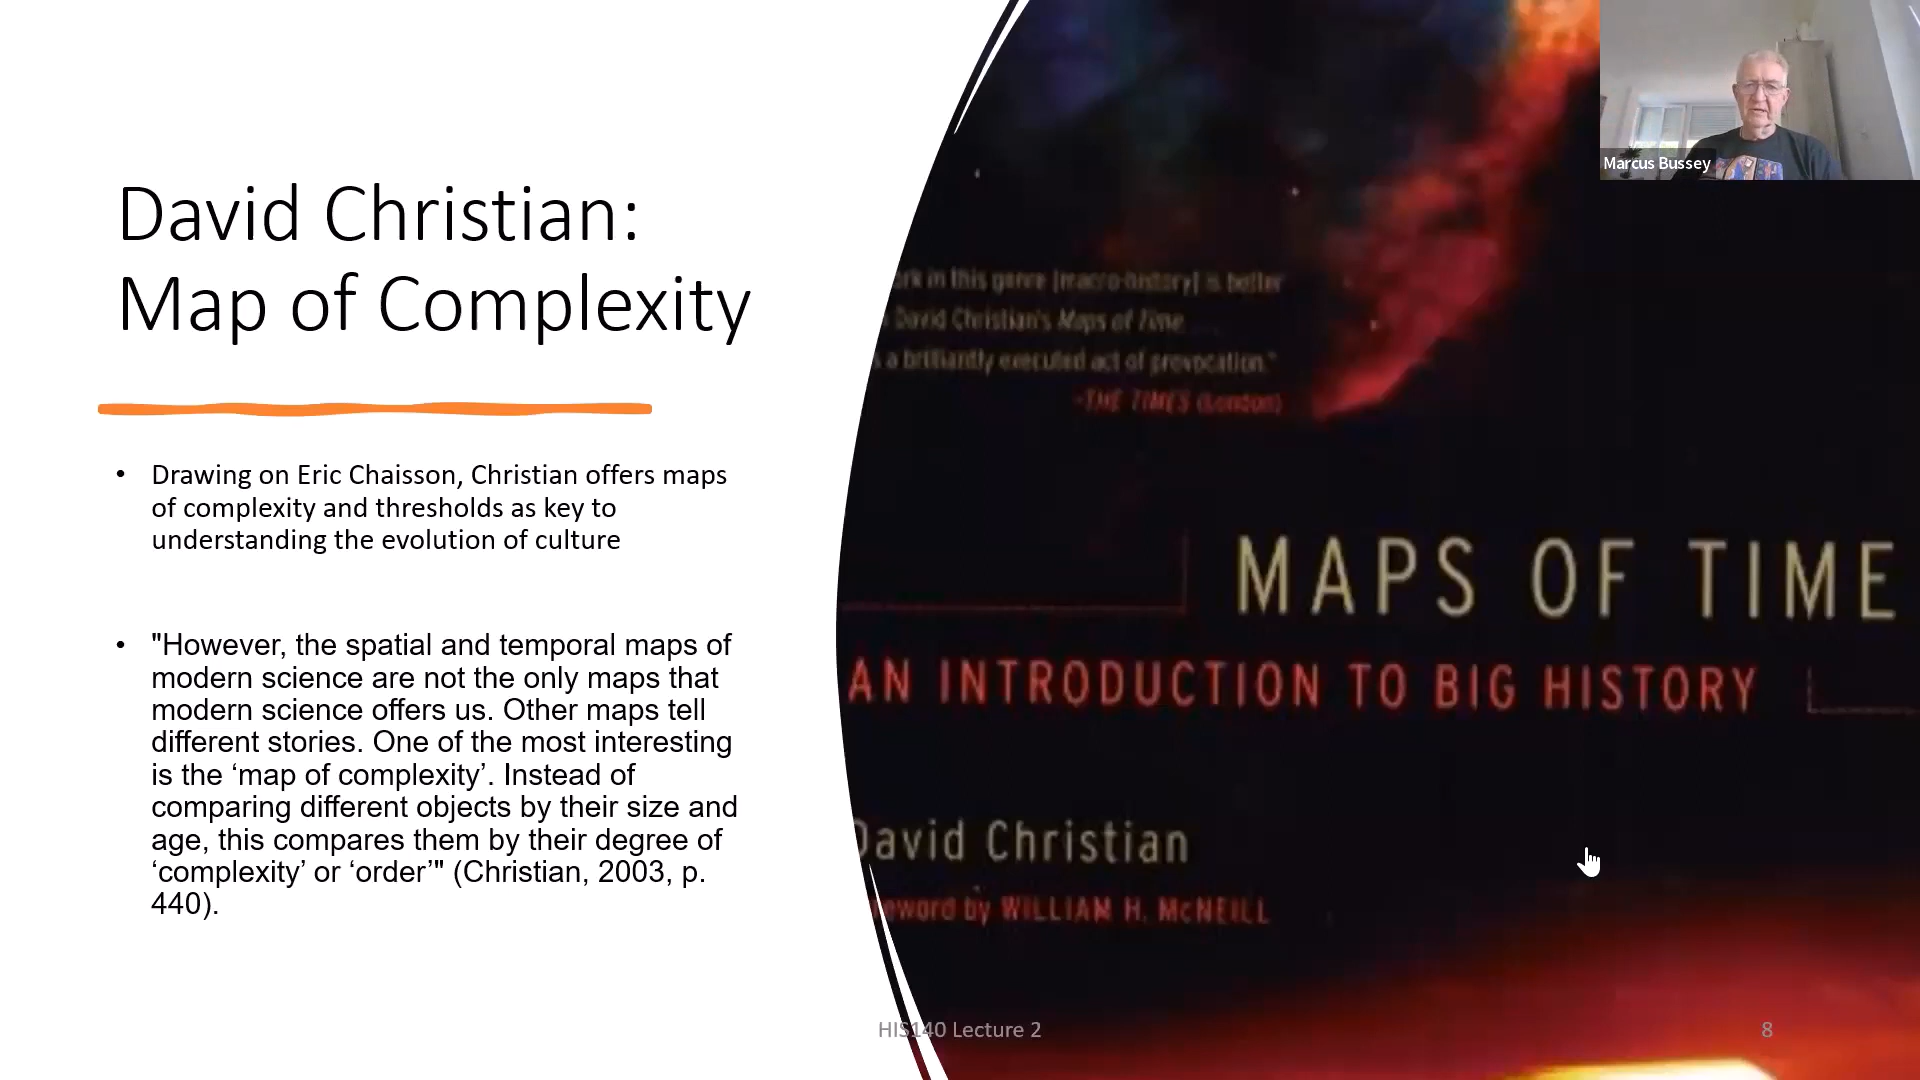 David Christian:
Map of Complexity
• Drawing on Eric Chaisson, Christian offers maps
of complexity and thresholds as key to
understanding the evolution of culture
• "However, the spatial and temporal maps of
modern science are not the only maps that
modern science offers us. Other maps tell
different stories. One of the most interesting
is the ‘map of complexity’. Instead of
comparing different objects by their size and
age, this compares them by their degree of
‘complexity’ or ‘order’" (Christian, 2003, p.
440).
Marcus Bussey
rk in this genre [macro-history] is better
David Christian's Maps of Time
a brilliantly executed act of provocation."
-THE TIMES (London)
MAPS OF TIME
AN INTRODUCTION TO BIG HISTORY
David Christian
eword by WILLIAM H. McNEILL
HIS140 Lecture 2
8